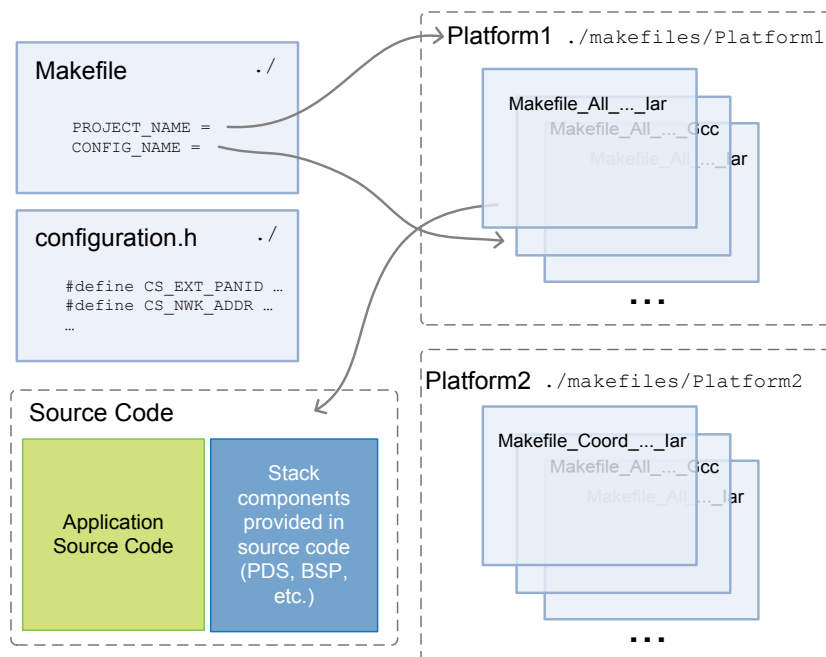 Makefile ./
PROJECT_NAME =
CONFIG_NAME =
configuration.h ./
#define CS_EXT_PANID …
#define CS_NWK_ADDR …
…
Source Code
Application
Source Code
Stack
components
provided in
source code
(PDS, BSP,
etc.)
Platform1 ./makefiles/Platform1
Makefile_All_..._Iar
Makefile_All_..._Gcc
Makefile_All_..._Iar
...
Platform2 ./makefiles/Platform2
Makefile_Coord_..._Iar
Makefile_All_..._Gcc
Makefile_All_..._Iar
...